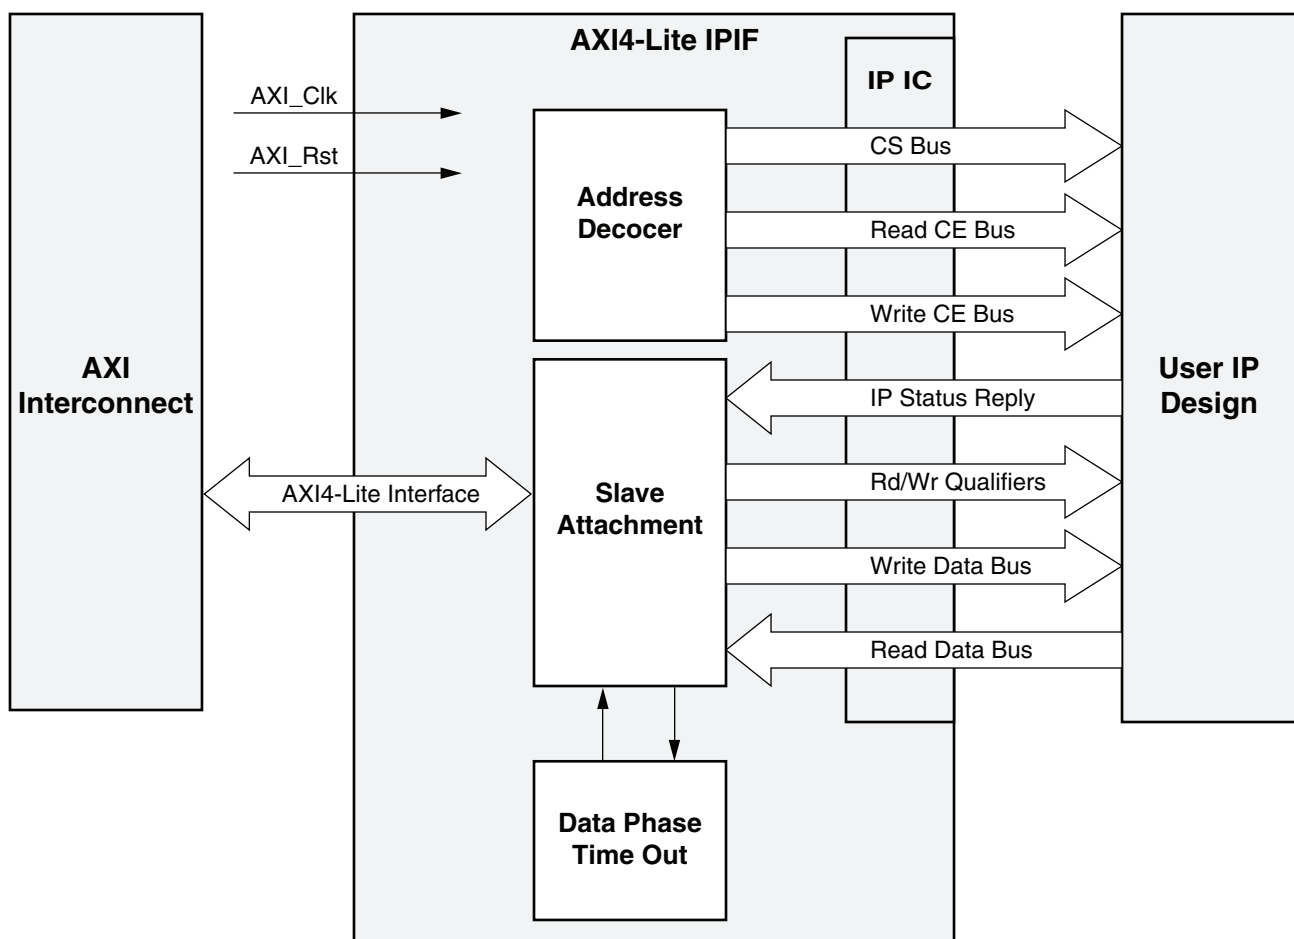 AXI4-Lite IPIF
IP IC
AXI_Clk
AXI_Rst
Address
Decocer
CS Bus
Read CE Bus
Write CE Bus
AXI
Interconnect
User IP
Design
IP Status Reply
AXI4-Lite Interface
Slave
Attachment
Rd/Wr Qualifiers
Write Data Bus
Read Data Bus
Data Phase
Time Out